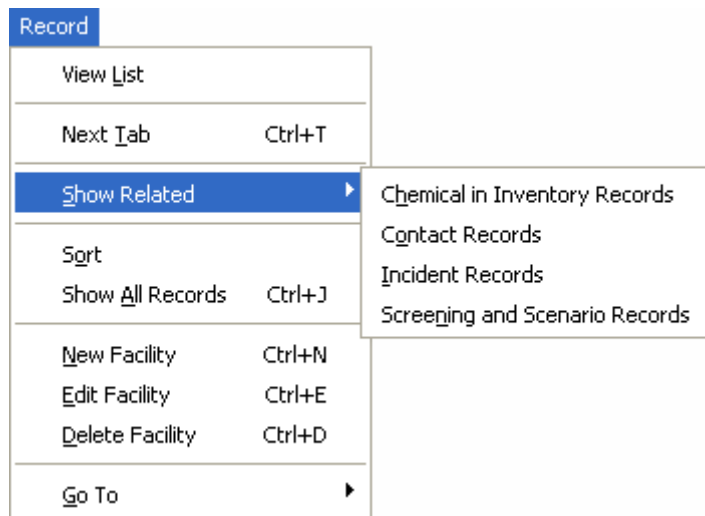 Record
View List
Next Tab Ctrl+T
Show Related
Chemical in Inventory Records
Contact Records
Incident Records
Screening and Scenario Records
Sort
Show All Records Ctrl+J
New Facility Ctrl+N
Edit Facility Ctrl+E
Delete Facility Ctrl+D
Go To